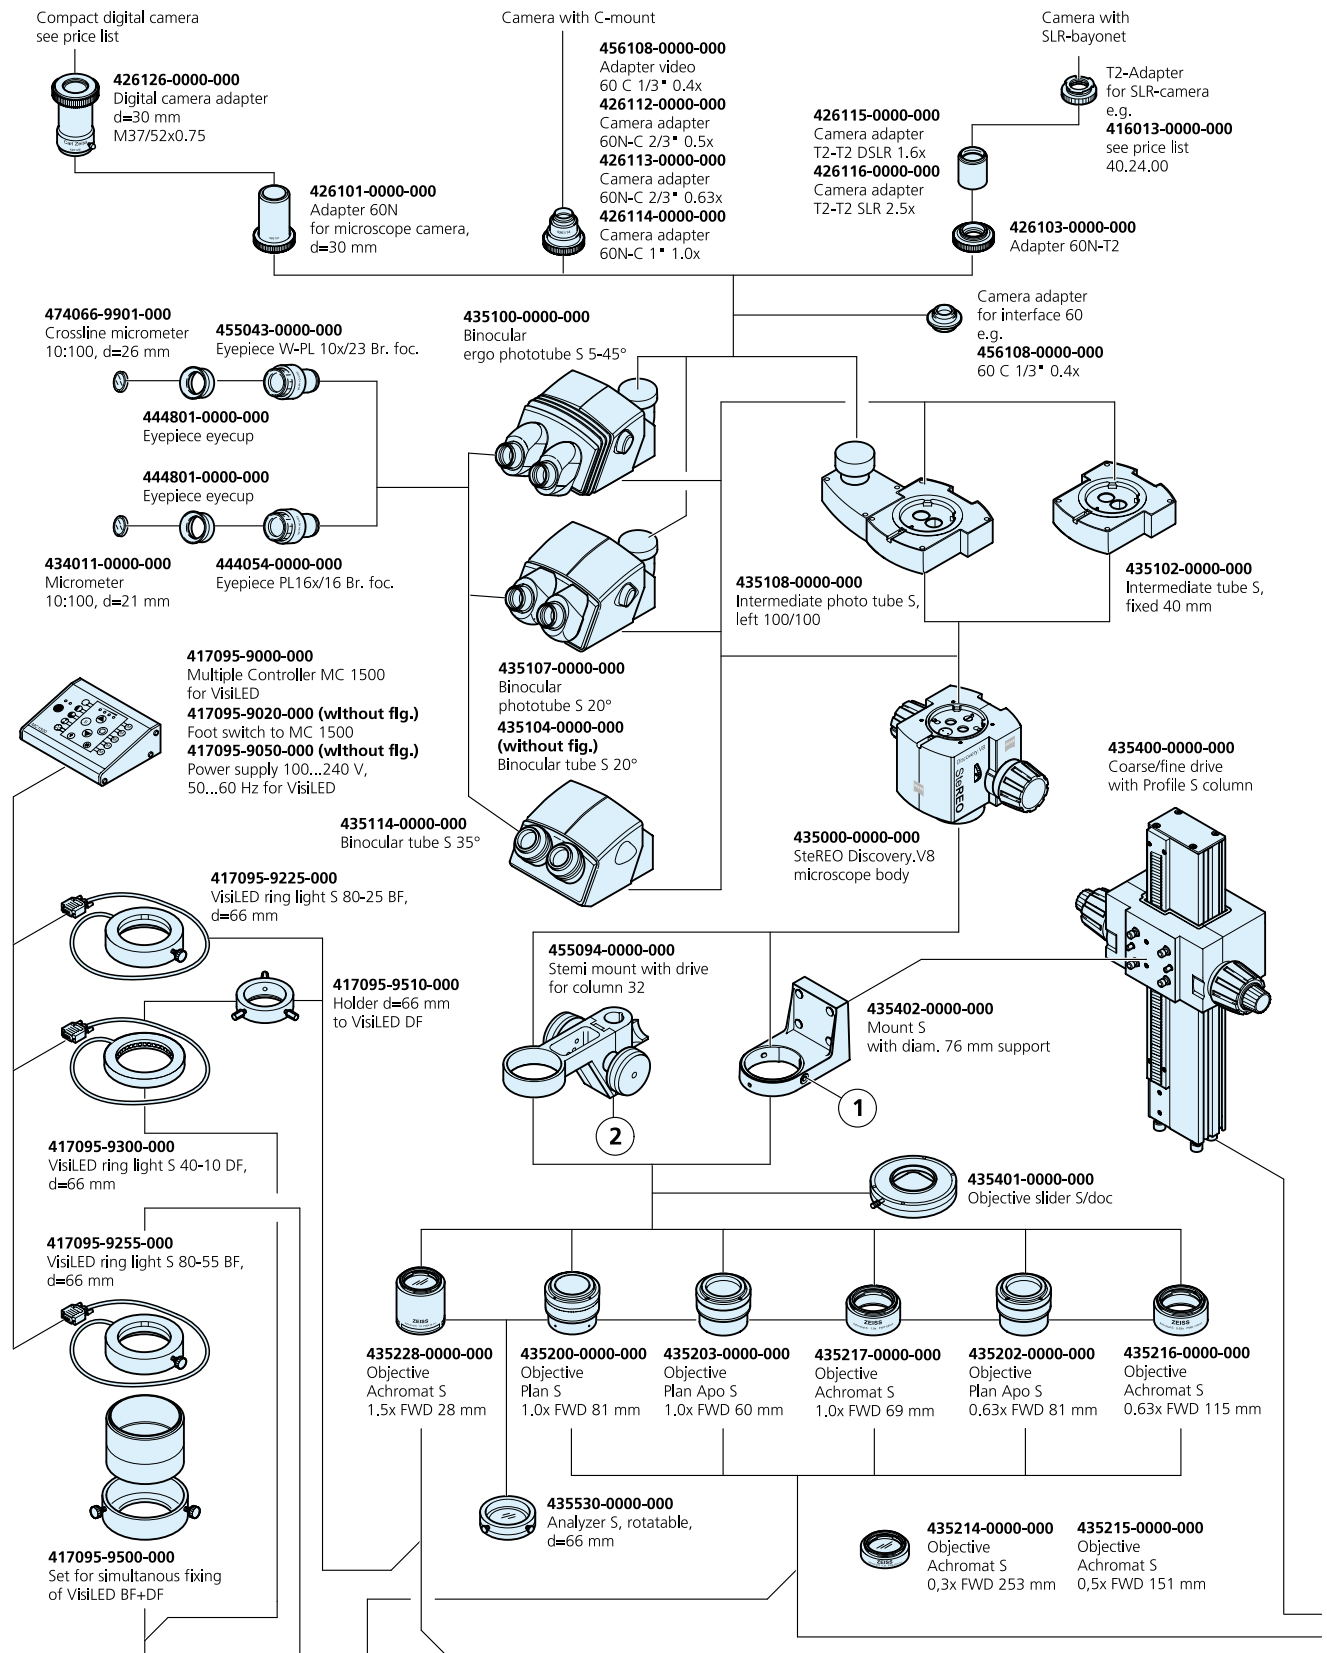 Compact digital camera
see price list
426126-0000-000
Digital camera adapter
d=30 mm
M37/52x0.75
426101-0000-000
Adapter 60N
for microscope camera,
d=30 mm
Camera with C-mount
456108-0000-000
Adapter video
60 C 1/3" 0.4x
426112-0000-000
Camera adapter
60N-C 2/3" 0.5x
426113-0000-000
Camera adapter
60N-C 2/3" 0.63x
426114-0000-000
Camera adapter
60N-C 1" 1.0x
Camera with
SLR-bayonet
T2-Adapter
for SLR-camera
e.g.
416013-0000-000
see price list
40.24.00
426115-0000-000
Camera adapter
T2-T2 DSLR 1.6x
426116-0000-000
Camera adapter
T2-T2 SLR 2.5x
426103-0000-000
Adapter 60N-T2
Camera adapter
for interface 60
e.g.
456108-0000-000
60 C 1/3" 0.4x
474066-9901-000
Crossline micrometer
10:100, d=26 mm
455043-0000-000
Eyepiece W-PL 10x/23 Br. foc.
444801-0000-000
Eyepiece eyecup
444801-0000-000
Eyepiece eyecup
434011-0000-000
Micrometer
10:100, d=21 mm
444054-0000-000
Eyepiece PL16x/16 Br. foc.
435100-0000-000
Binocular
ergo phototube S 5-45°
435108-0000-000
Intermediate photo tube S,
left 100/100
435102-0000-000
Intermediate tube S,
fixed 40 mm
435107-0000-000
Binocular
phototube S 20°
435104-0000-000
(without fig.)
Binocular tube S 20°
435114-0000-000
Binocular tube S 35°
417095-9000-000
Multiple Controller MC 1500
for VisiLED
417095-9020-000 (without fig.)
Foot switch to MC 1500
417095-9050-000 (without fig.)
Power supply 100...240 V,
50...60 Hz for VisiLED
Discovery.V8
SteREO
435000-0000-000
SteREO Discovery.V8
microscope body
435400-0000-000
Coarse/fine drive
with Profile S column
417095-9225-000
VisiLED ring light S 80-25 BF,
d=66 mm
417095-9510-000
Holder d=66 mm
to VisiLED DF
455094-0000-000
Stemi mount with drive
for column 32
435402-0000-000
Mount S
with diam. 76 mm support
1
2
417095-9300-000
VisiLED ring light S 40-10 DF,
d=66 mm
435401-0000-000
Objective slider S/doc
417095-9255-000
VisiLED ring light S 80-55 BF,
d=66 mm
ZEISS
ZEISS
ZEISS
ZEISS
ZEISS
ZEISS
435228-0000-000
Objective
Achromat S
1.5x FWD 28 mm
435200-0000-000
Objective
Plan S
1.0x FWD 81 mm
435203-0000-000
Objective
Plan Apo S
1.0x FWD 60 mm
435217-0000-000
Objective
Achromat S
1.0x FWD 69 mm
435202-0000-000
Objective
Plan Apo S
0.63x FWD 81 mm
435216-0000-000
Objective
Achromat S
0.63x FWD 115 mm
435530-0000-000
Analyzer S, rotatable,
d=66 mm
435214-0000-000
Objective
Achromat S
0,3x FWD 253 mm
435215-0000-000
Objective
Achromat S
0,5x FWD 151 mm
417095-9500-000
Set for simultanous fixing
of VisiLED BF+DF